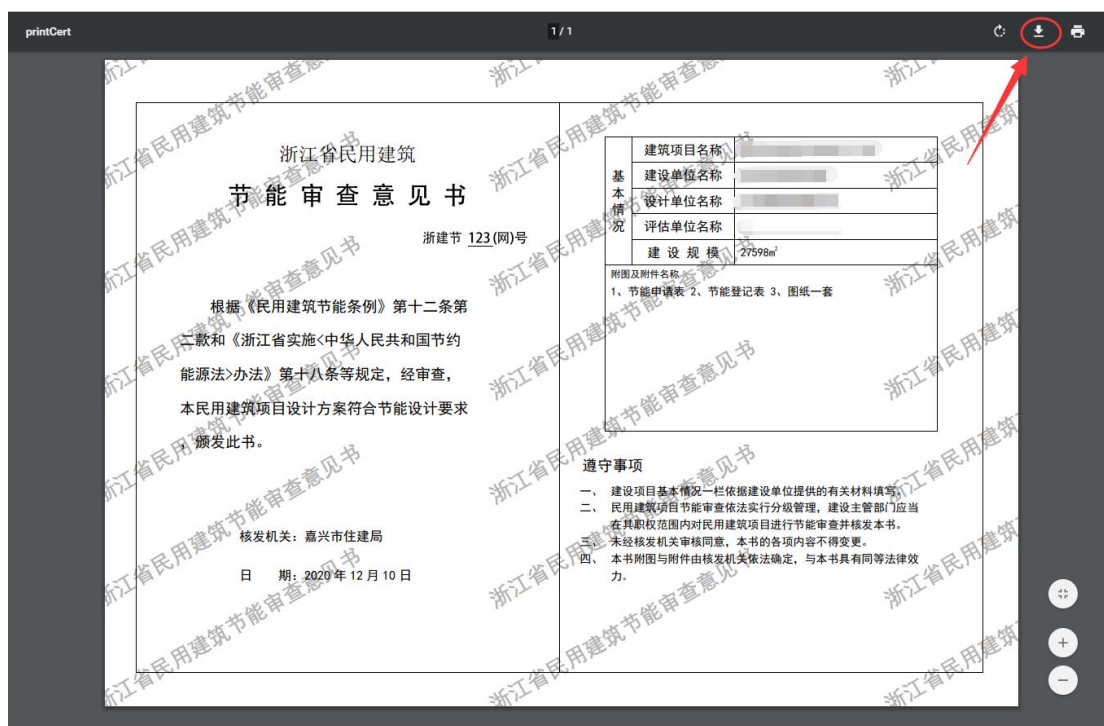 printCert
1 / 1
浙江省民用建筑
节能审查意见书
浙建节 123(网)号
根据《民用建筑节能条例》第十二条第
二款和《浙江省实施<中华人民共和国节约
能源法>办法》第十八条等规定，经审查，
本民用建筑项目设计方案符合节能设计要求
，颁发此书。
核发机关：嘉兴市住建局
日 期：2020 年 12 月 10 日
基本情况
建筑项目名称
建设单位名称
设计单位名称
评估单位名称
建 设 规 模 27598㎡
附图及附件名称
1、节能申请表 2、节能登记表 3、图纸一套
遵守事项
一、 建设项目基本情况一栏依据建设单位提供的有关材料填写。
二、 民用建筑项目节能审查依法实行分级管理，建设主管部门应当
在其职权范围内对民用建筑项目进行节能审查并核发本书。
三、 未经核发机关审核同意，本书的各项内容不得变更。
四、 本书附图与附件由核发机关依法确定，与本书具有同等法律效
力。
浙江省民用建筑节能审查意见书